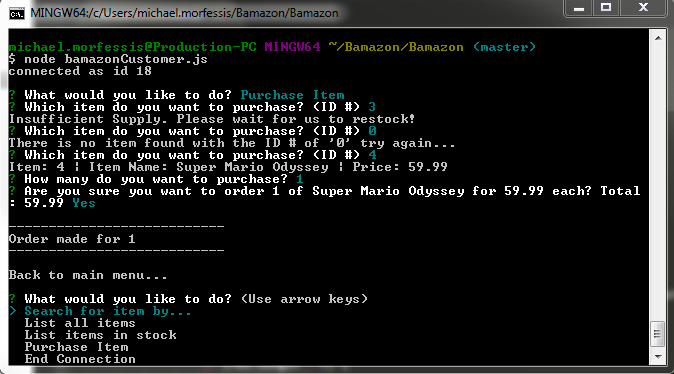 MINGW64:/c/Users/michael.morfessis/Bamazon/Bamazon
michael.morfessis@Production-PC MINGW64 ~/Bamazon/Bamazon (master)
$ node bamazonCustomer.js
connected as id 18
? What would you like to do? Purchase Item
? Which item do you want to purchase? (ID #) 3
Insufficient Supply. Please wait for us to restock!
? Which item do you want to purchase? (ID #) 0
There is no item found with the ID # of '0' try again...
? Which item do you want to purchase? (ID #) 4
Item: 4 | Item Name: Super Mario Odyssey | Price: 59.99
? How many do you want to purchase? 1
? Are you sure you want to order 1 of Super Mario Odyssey for 59.99 each? Total
: 59.99 Yes
---------------------------
Order made for 1
---------------------------
Back to main menu...
? What would you like to do? (Use arrow keys)
> Search for item by...
List all items
List items in stock
Purchase Item
End Connection